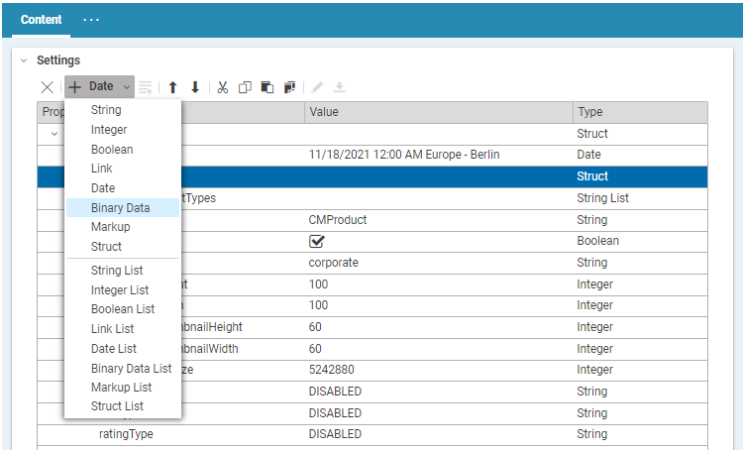 Content ...
Settings
+ Date
Prop Value Type
Struct
11/18/2021 12:00 AM Europe - Berlin Date
Struct
tTypes String List
CMProduct String
Boolean
corporate String
100 Integer
100 Integer
bnailHeight 60 Integer
bnailWidth 60 Integer
ze 5242880 Integer
DISABLED String
DISABLED String
ratingType DISABLED String
String
Integer
Boolean
Link
Date
Binary Data
Markup
Struct
String List
Integer List
Boolean List
Link List
Date List
Binary Data List
Markup List
Struct List